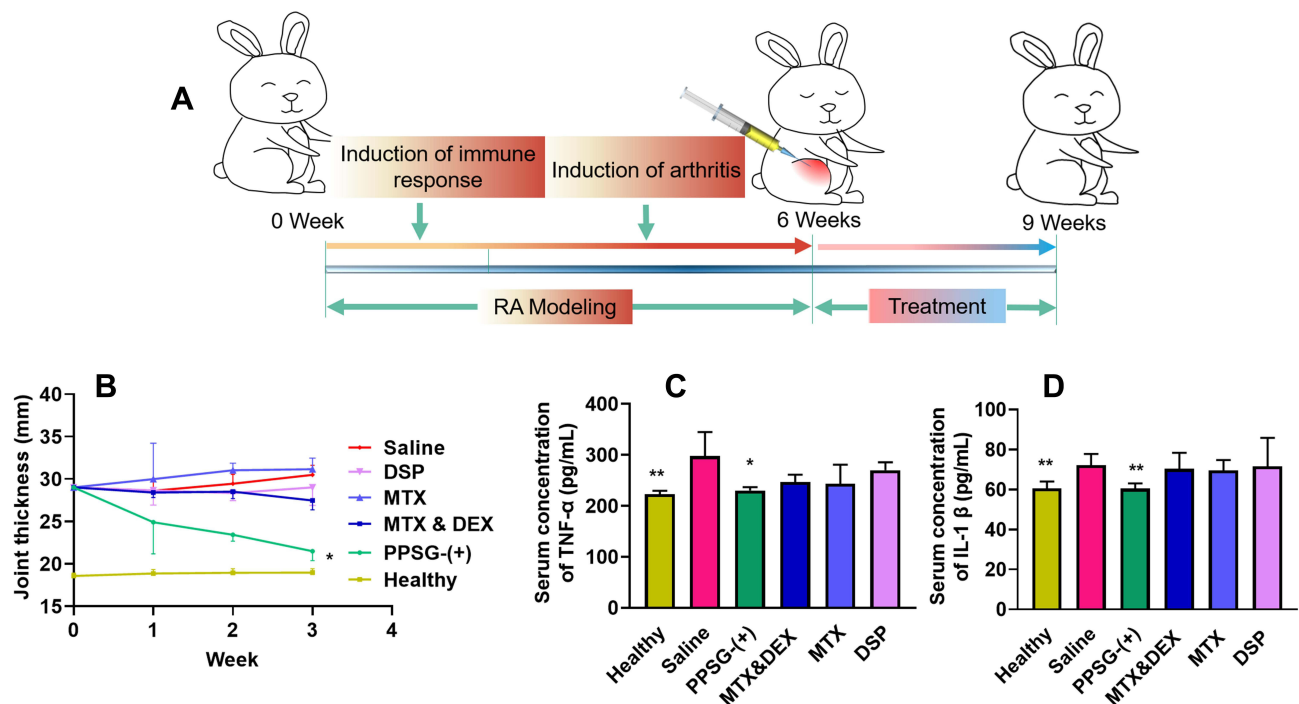 A
Induction of immune
response
Induction of arthritis
0 Week
6 Weeks
9 Weeks
RA Modeling
Treatment
B
Joint thickness (mm)
40
35
30
25
20
15
0
1
2
3
4
Week
*
Saline
DSP
MTX
MTX & DEX
PPSG-(+)
Healthy
C
Serum concentration
of TNF-α (pg/mL)
400
300
200
100
0
**
*
Healthy
Saline
PPSG-(+)
MTX&DEX
MTX
DSP
D
Serum concentration
of IL-1 β (pg/mL)
100
80
60
40
20
0
**
**
Healthy
Saline
PPSG-(+)
MTX&DEX
MTX
DSP